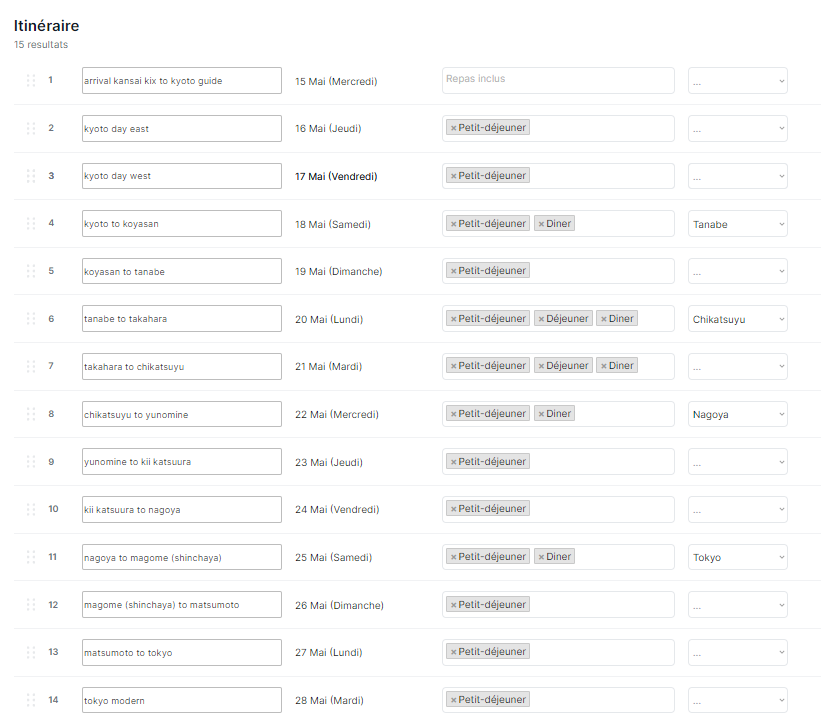 Itinéraire
15 resultats
1 arrival kansai kix to kyoto guide 15 Mai (Mercredi) Repas inclus ...
2 kyoto day east 16 Mai (Jeudi) ×Petit-déjeuner ...
3 kyoto day west 17 Mai (Vendredi) ×Petit-déjeuner ...
4 kyoto to koyasan 18 Mai (Samedi) ×Petit-déjeuner ×Diner Tanabe
5 koyasan to tanabe 19 Mai (Dimanche) ×Petit-déjeuner ...
6 tanabe to takahara 20 Mai (Lundi) ×Petit-déjeuner ×Déjeuner ×Diner Chikatsuyu
7 takahara to chikatsuyu 21 Mai (Mardi) ×Petit-déjeuner ×Déjeuner ×Diner ...
8 chikatsuyu to yunomine 22 Mai (Mercredi) ×Petit-déjeuner ×Diner Nagoya
9 yunomine to kii katsuura 23 Mai (Jeudi) ×Petit-déjeuner ...
10 kii katsuura to nagoya 24 Mai (Vendredi) ×Petit-déjeuner ...
11 nagoya to magome (shinchaya) 25 Mai (Samedi) ×Petit-déjeuner ×Diner Tokyo
12 magome (shinchaya) to matsumoto 26 Mai (Dimanche) ×Petit-déjeuner ...
13 matsumoto to tokyo 27 Mai (Lundi) ×Petit-déjeuner ...
14 tokyo modern 28 Mai (Mardi) ×Petit-déjeuner ...